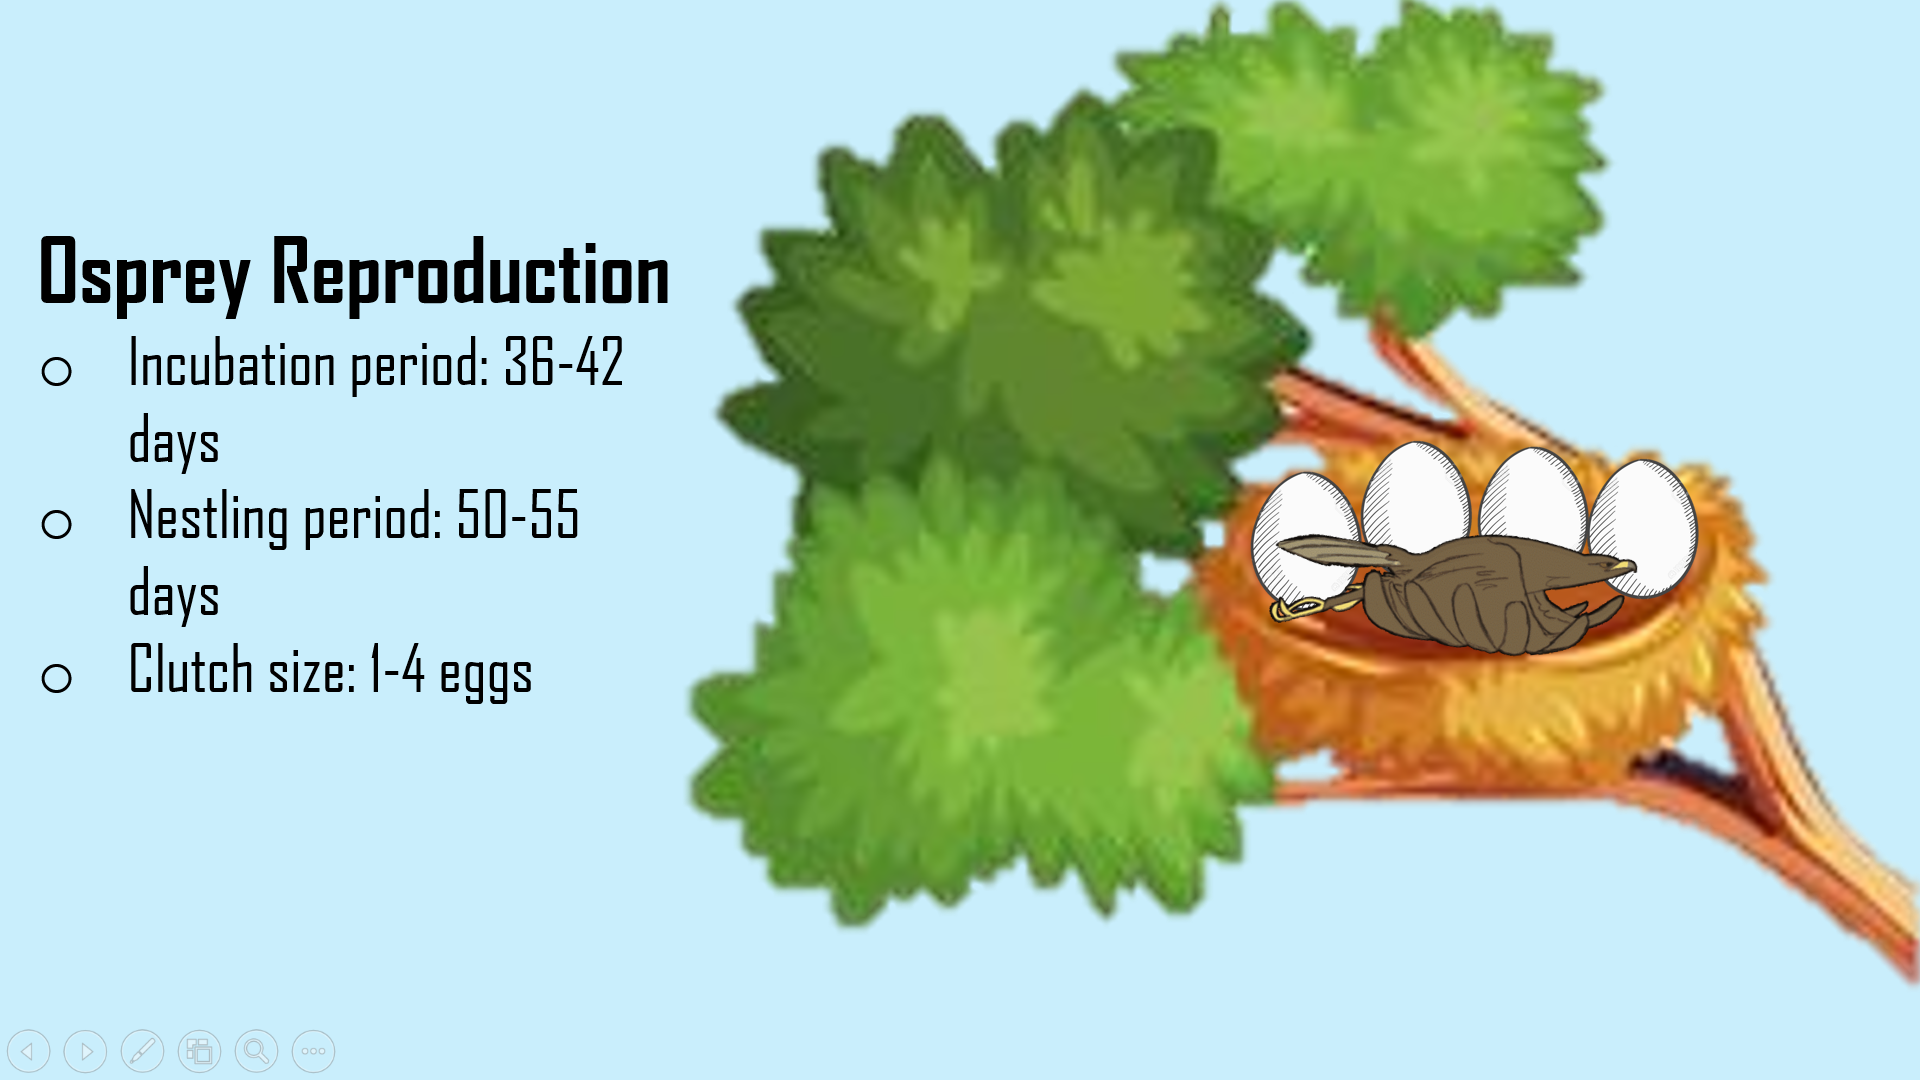 Osprey Reproduction
o Incubation period: 36-42
days
o Nestling period: 50-55
days
o Clutch size: 1-4 eggs